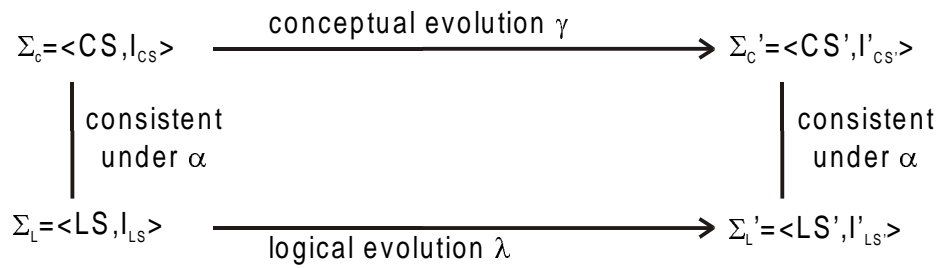 conceptual evolution γ
Σc=<CS,ICS>
Σc'=<CS',I'CS'>
consistent
under α
consistent
under α
ΣL=<LS,ILS>
ΣL'=<LS',I'LS'>
logical evolution λ